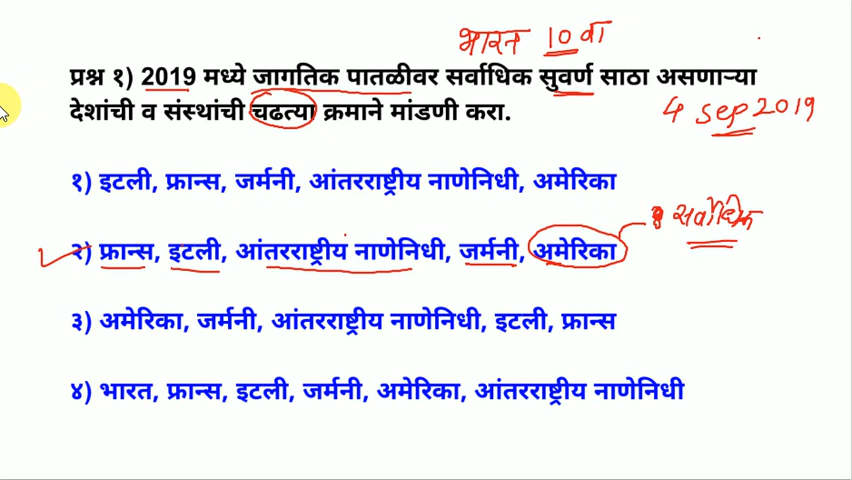 भारत 10 वा
प्रश्न १) 2019 मध्ये जागतिक पातळीवर सर्वाधिक सुवर्ण साठा असणाऱ्या
देशांची व संस्थांची चढत्या क्रमाने मांडणी करा.
4 Sep 2019
१) इटली, फ्रान्स, जर्मनी, आंतरराष्ट्रीय नाणेनिधी, अमेरिका
सर्वाधिक
२) फ्रान्स, इटली, आंतरराष्ट्रीय नाणेनिधी, जर्मनी, अमेरिका
३) अमेरिका, जर्मनी, आंतरराष्ट्रीय नाणेनिधी, इटली, फ्रान्स
४) भारत, फ्रान्स, इटली, जर्मनी, अमेरिका, आंतरराष्ट्रीय नाणेनिधी